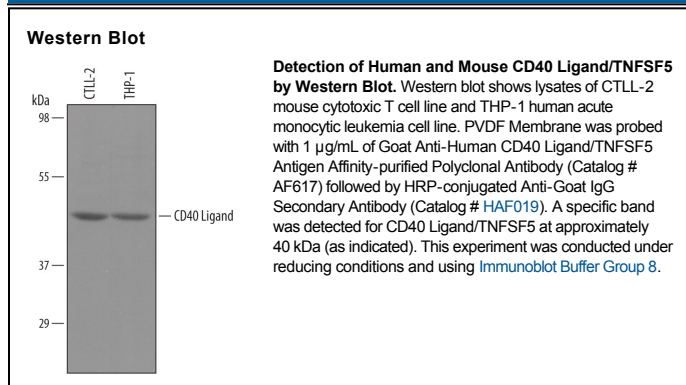 Western Blot
CTLL-2
THP-1
kDa
98
55
CD40 Ligand
37
29
Detection of Human and Mouse CD40 Ligand/TNFSF5
by Western Blot. Western blot shows lysates of CTLL-2
mouse cytotoxic T cell line and THP-1 human acute
monocytic leukemia cell line. PVDF Membrane was probed
with 1 µg/mL of Goat Anti-Human CD40 Ligand/TNFSF5
Antigen Affinity-purified Polyclonal Antibody (Catalog #
AF617) followed by HRP-conjugated Anti-Goat IgG
Secondary Antibody (Catalog # HAF019). A specific band
was detected for CD40 Ligand/TNFSF5 at approximately
40 kDa (as indicated). This experiment was conducted under
reducing conditions and using Immunoblot Buffer Group 8.